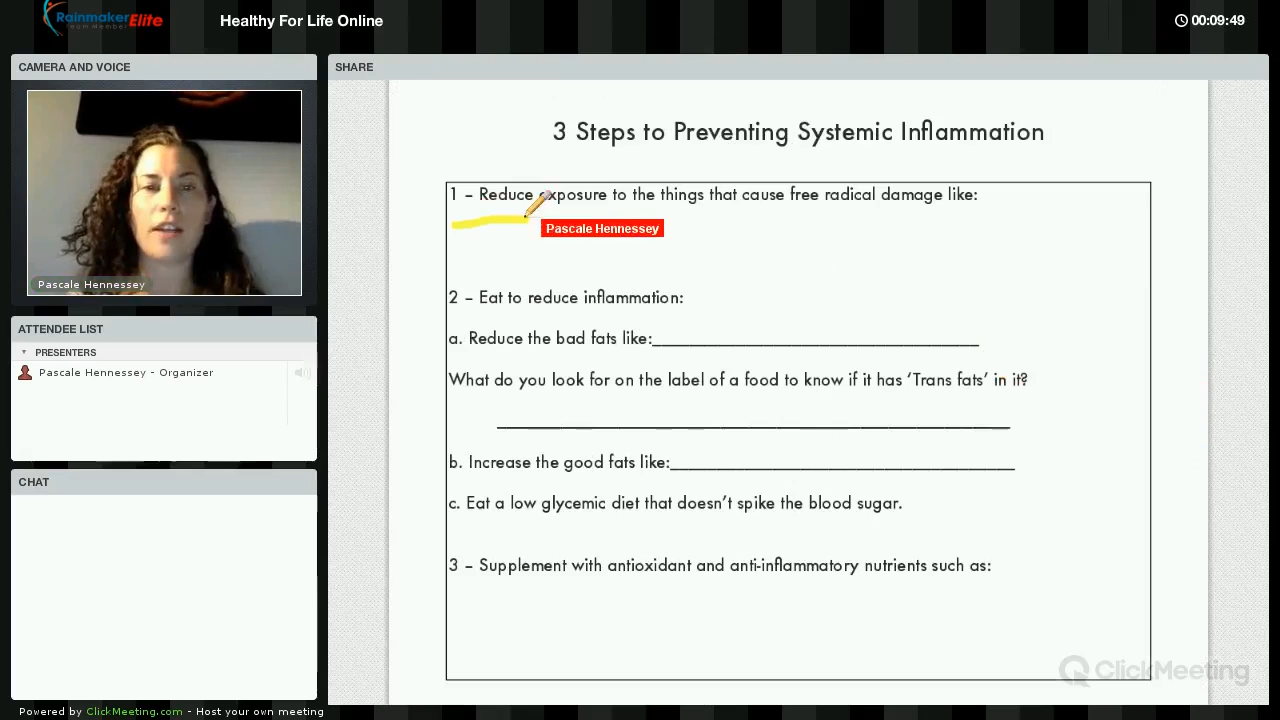 RainmakerElite
Team Member
Healthy For Life Online
00:09:49
CAMERA AND VOICE
Pascale Hennessey
ATTENDEE LIST
PRESENTERS
Pascale Hennessey - Organizer
CHAT
SHARE
3 Steps to Preventing Systemic Inflammation
1 – Reduce exposure to the things that cause free radical damage like:
Pascale Hennessey
2 – Eat to reduce inflammation:
a. Reduce the bad fats like:___________________________________
What do you look for on the label of a food to know if it has ‘Trans fats’ in it?
_______________________________________________________
b. Increase the good fats like:_____________________________________
c. Eat a low glycemic diet that doesn’t spike the blood sugar.
3 – Supplement with antioxidant and anti-inflammatory nutrients such as:
ClickMeeting
Powered by ClickMeeting.com - Host your own meeting